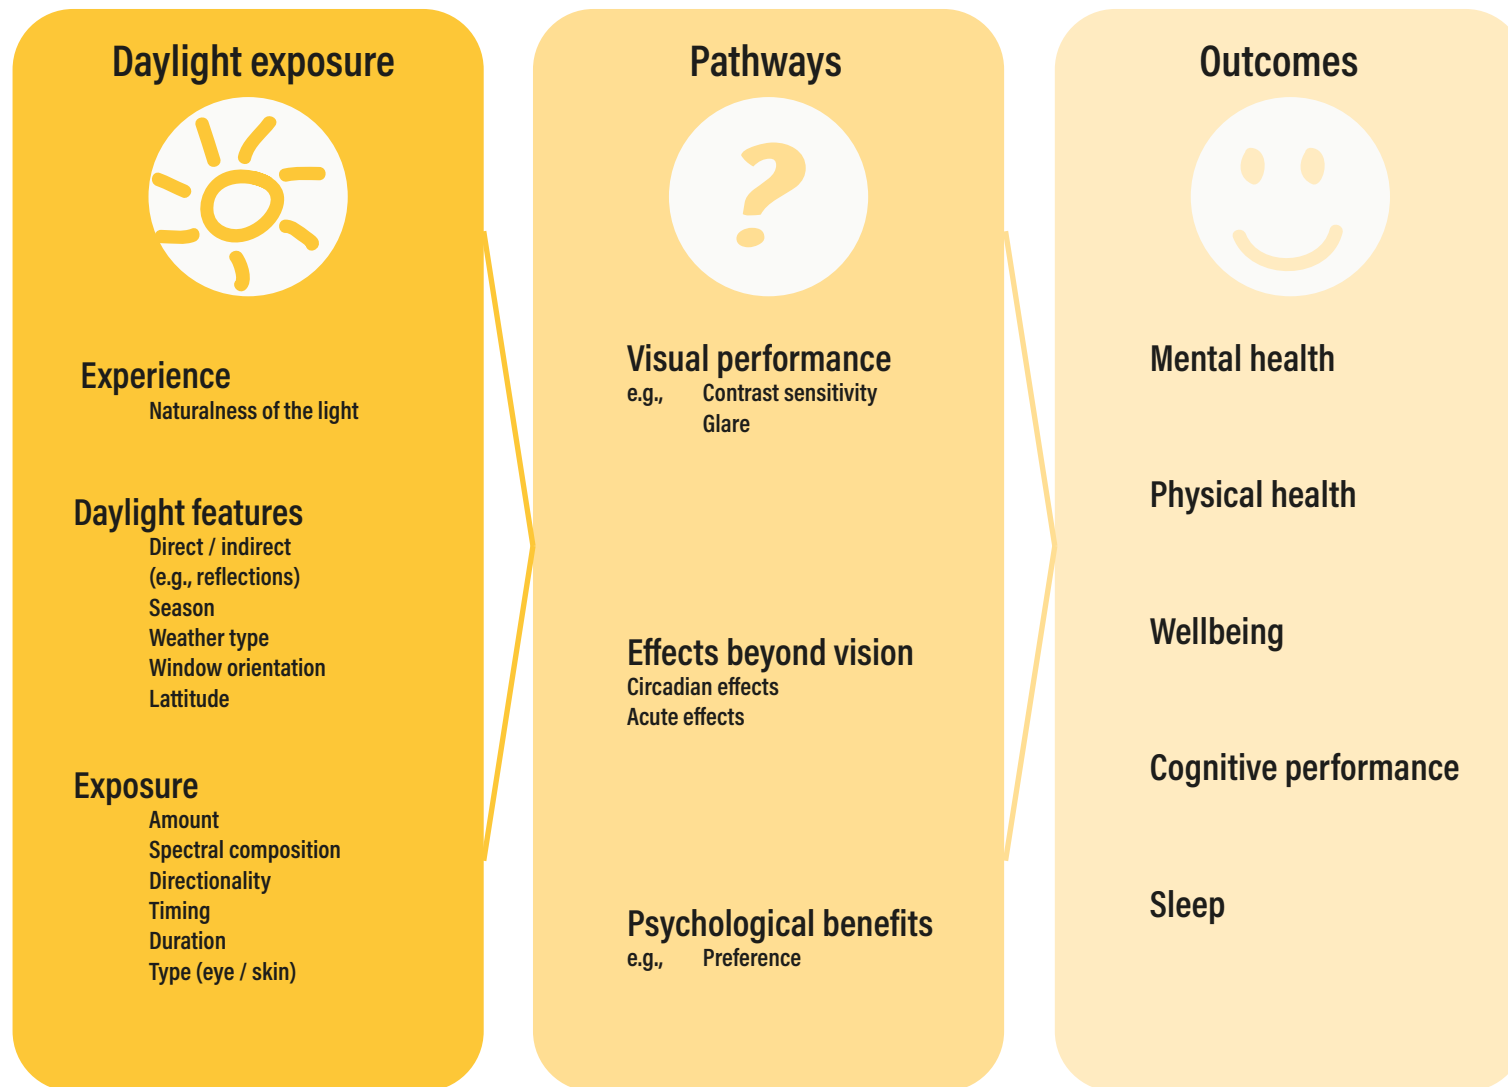 Daylight exposure
Experience
Naturalness of the light
Daylight features
Direct / indirect
(e.g., reflections)
Season
Weather type
Window orientation
Lattitude
Exposure
Amount
Spectral composition
Directionality
Timing
Duration
Type (eye / skin)
Pathways
?
Visual performance
e.g., Contrast sensitivity
Glare
Effects beyond vision
Circadian effects
Acute effects
Psychological benefits
e.g., Preference
Outcomes
Mental health
Physical health
Wellbeing
Cognitive performance
Sleep